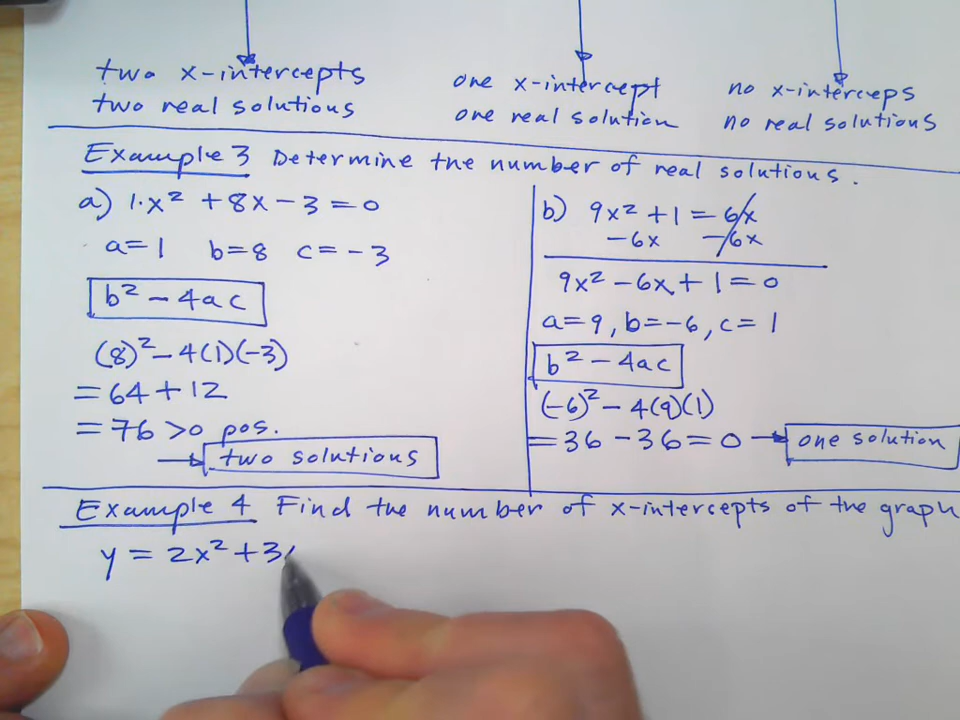 two x-intercepts
two real solutions
one x-intercept
one real solution
no x-interceps
no real solutions
Example 3 Determine the number of real solutions.
a) 1·x² + 8x − 3 = 0
a = 1 b = 8 c = −3
b² − 4ac
(8)² − 4(1)(−3)
= 64 + 12
= 76 > 0 pos.
→ two solutions
b) 9x² + 1 = 6x
−6x −6x
9x² − 6x + 1 = 0
a = 9, b = −6, c = 1
b² − 4ac
(−6)² − 4(9)(1)
= 36 − 36 = 0 → one solution
Example 4 Find the number of x-intercepts of the graph
y = 2x² + 3